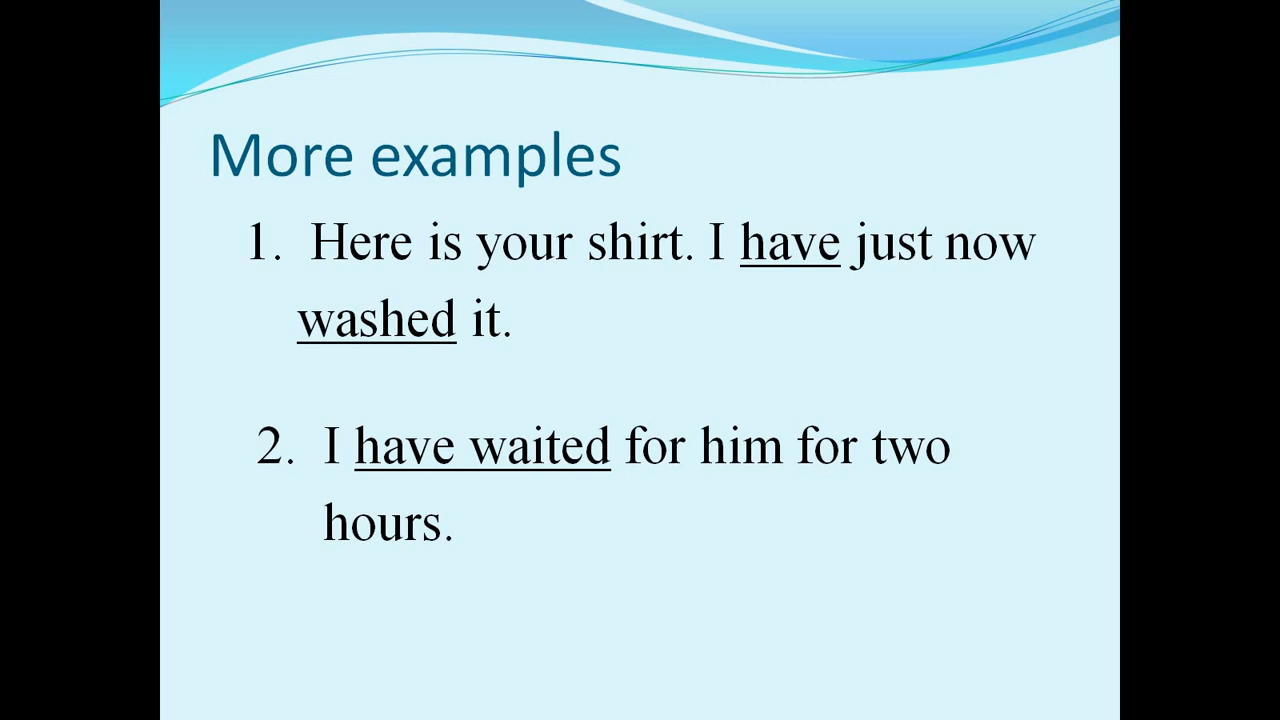 More examples
1. Here is your shirt. I have just now
washed it.
2. I have waited for him for two
hours.